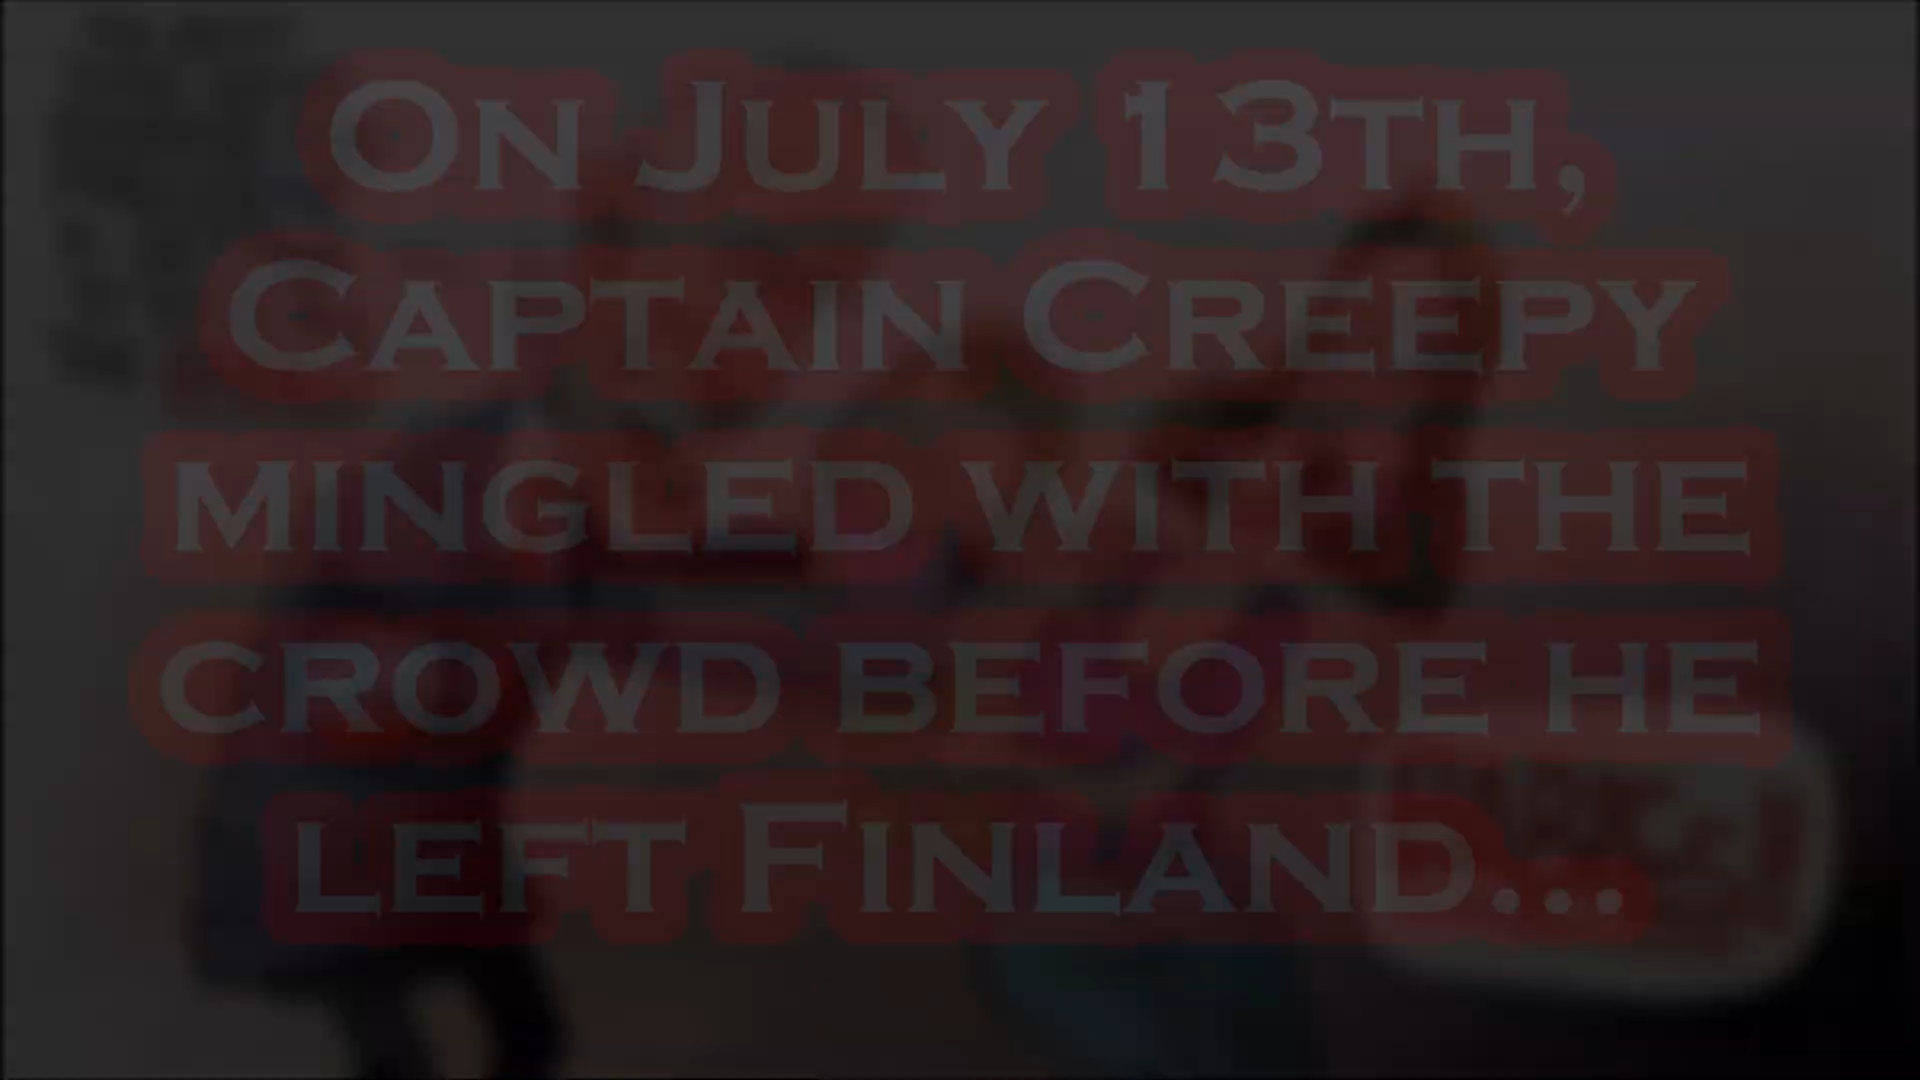 On July 13th,
Captain Creepy
mingled with the
crowd before he
left Finland...